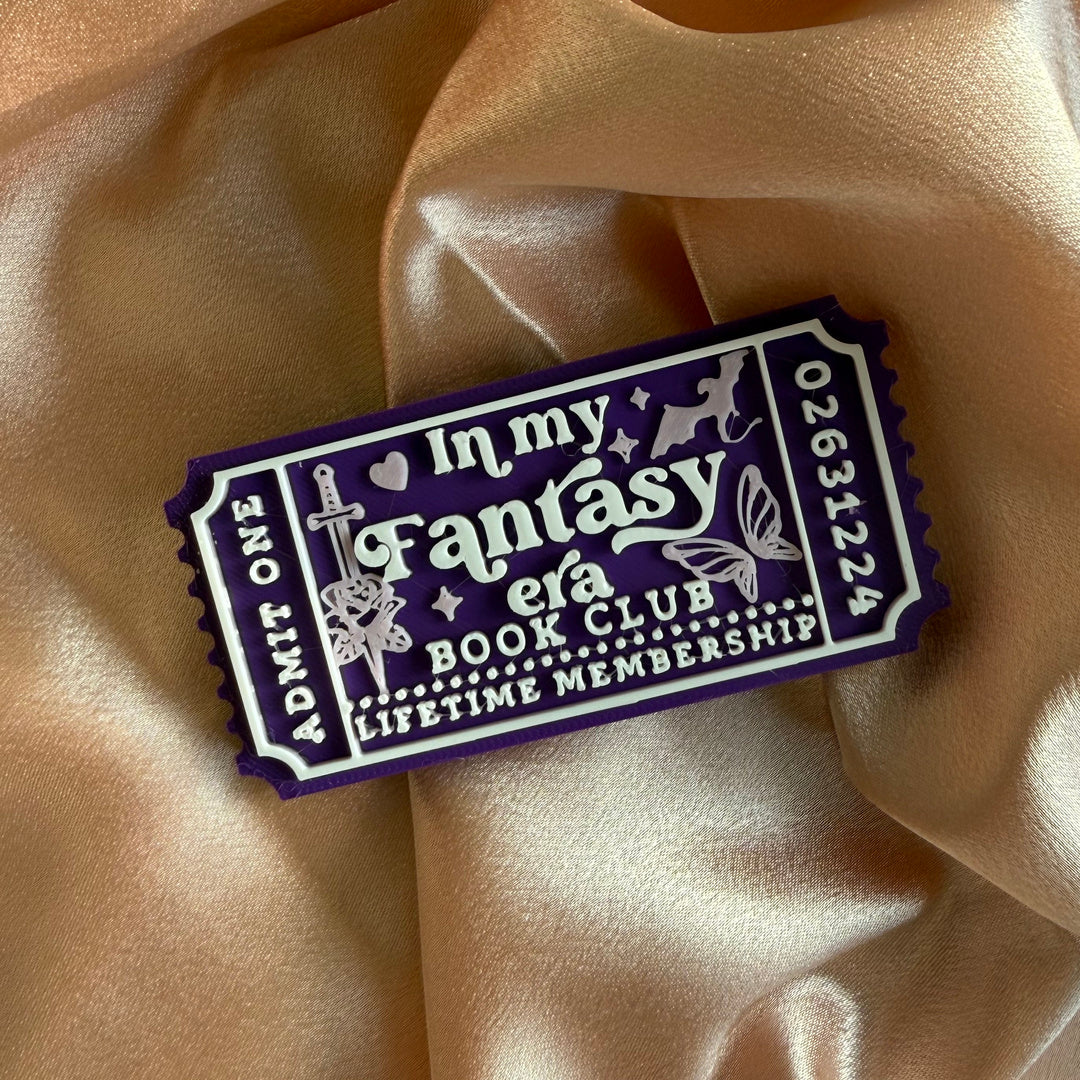 ADMIT ONE
In my
Fantasy
era
BOOK CLUB
LIFETIME MEMBERSHIP
02631224